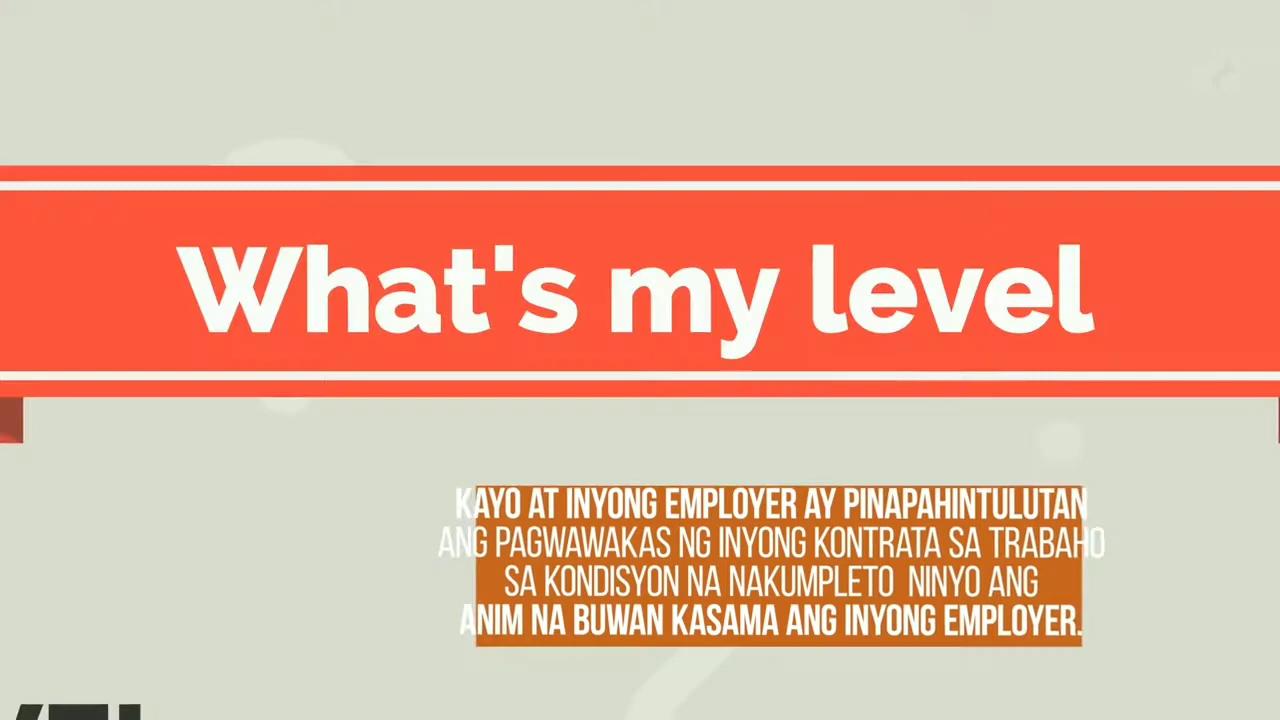 What's my level
KAYO AT INYONG EMPLOYER AY PINAPAHINTULUTAN
ANG PAGWAWAKAS NG INYONG KONTRATA SA TRABAHO
SA KONDISYON NA NAKUMPLETO NINYO ANG
ANIM NA BUWAN KASAMA ANG INYONG EMPLOYER.